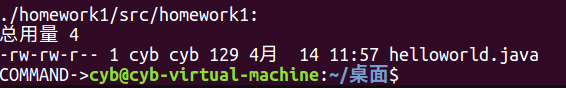 ./homework1/src/homework1:
总用量 4
-rw-rw-r-- 1 cyb cyb 129 4月  14 11:57 helloworld.java
COMMAND->cyb@cyb-virtual-machine:~/桌面$